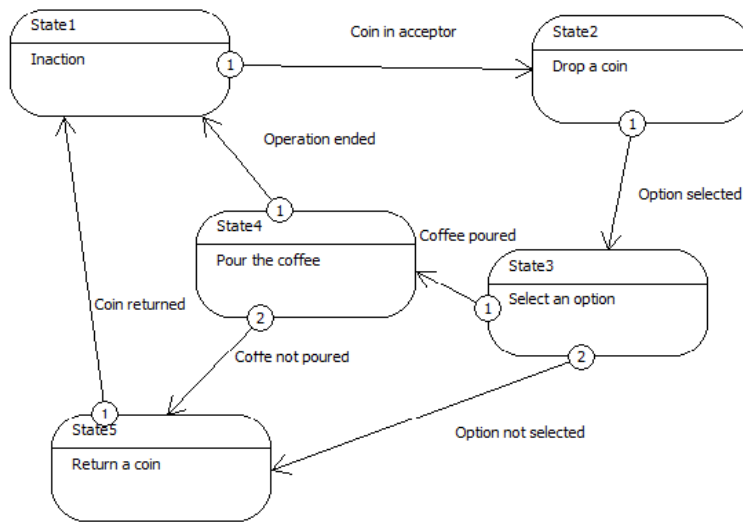 State1
Inaction
1
Coin in acceptor
State2
Drop a coin
1
Operation ended
Option selected
1
State4
Pour the coffee
2
Coffee poured
State3
Select an option
1
2
Coin returned
Coffe not poured
1
State5
Return a coin
Option not selected